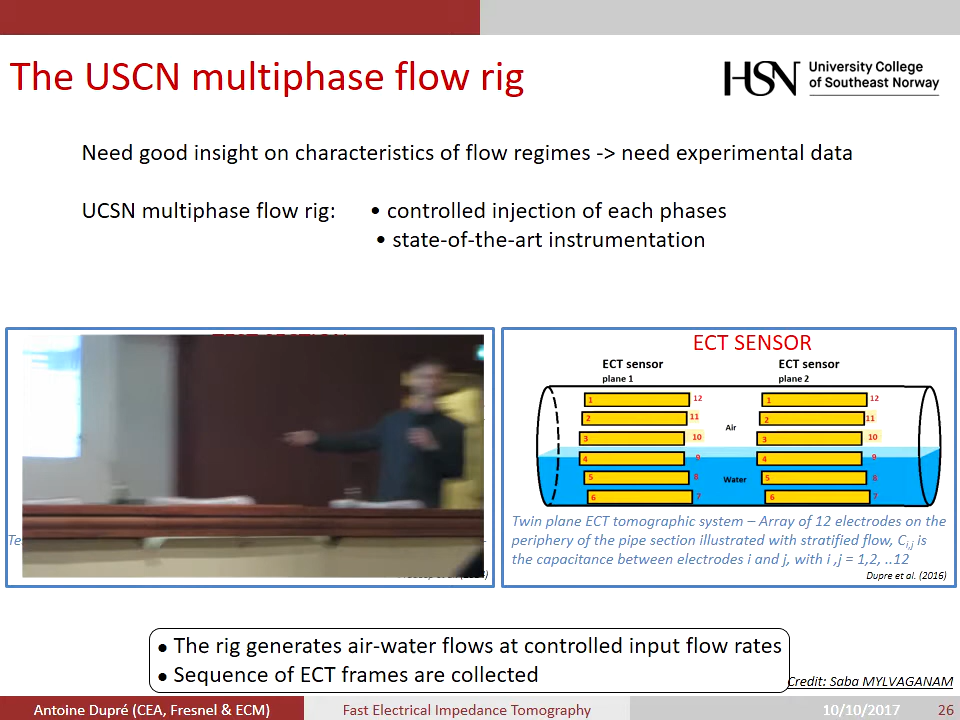 The USCN multiphase flow rig
HSN University College
of Southeast Norway
Need good insight on characteristics of flow regimes -> need experimental data
UCSN multiphase flow rig: • controlled injection of each phases
• state-of-the-art instrumentation
ECT SENSOR
ECT sensor
plane 1
ECT sensor
plane 2
1 12 1 12
2 11 2 11
Air
3 10 3 10
4 9 4 9
5 8 Water 5 8
6 7 6 7
Twin plane ECT tomographic system – Array of 12 electrodes on the
periphery of the pipe section illustrated with stratified flow, Ci,j is
the capacitance between electrodes i and j, with i ,j = 1,2, ..12
Dupre et al. (2016)
• The rig generates air-water flows at controlled input flow rates
• Sequence of ECT frames are collected
Credit: Saba MYLVAGANAM
Antoine Dupré (CEA, Fresnel & ECM) Fast Electrical Impedance Tomography 10/10/2017 26